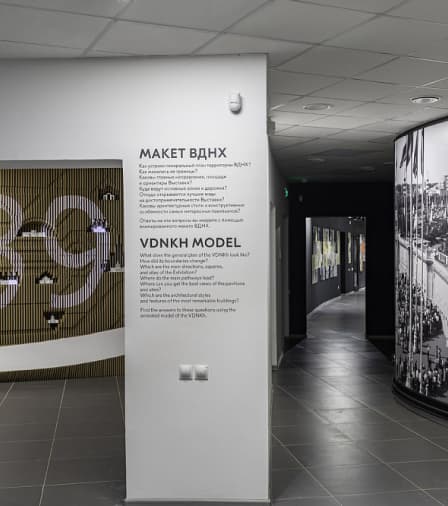 39
МАКЕТ ВДНХ
Как устроен генеральный план территории ВДНХ?
Как менялись ее границы?
Каковы главные направления, площади
и ориентиры Выставки?
Куда ведут основные аллеи и дорожки?
Откуда открываются лучшие виды
на достопримечательности Выставки?
Каковы архитектурные стили и конструктивные
особенности самых интересных павильонов?
Ответы на эти вопросы вы найдете с помощью
анимированного макета ВДНХ.
VDNKH MODEL
What does the general plan of the VDNKh look like?
How did its boundaries change?
Which are the main directions, squares,
and alley of the Exhibition?
Where do the main pathways lead?
Where can you get the best views of the pavilions
and sites?
Which are the architectural styles
and features of the most remarkable buildings?
Find the answers to these questions using the
animated model of the VDNKh.